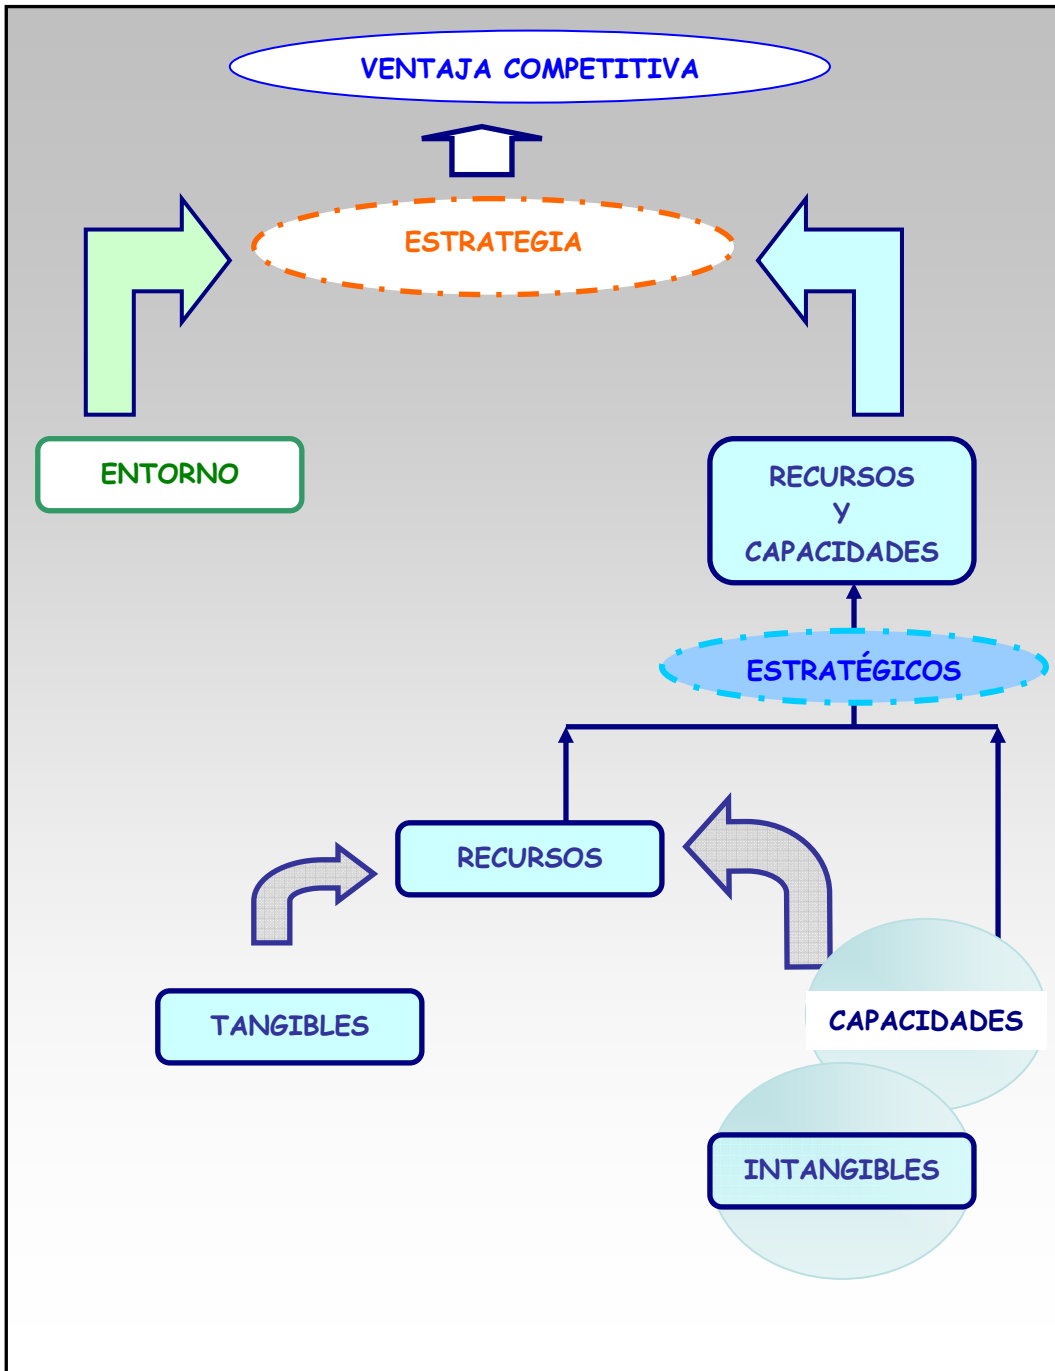 VENTAJA COMPETITIVA
ESTRATEGIA
ENTORNO
RECURSOS
Y
CAPACIDADES
ESTRATÉGICOS
RECURSOS
TANGIBLES
CAPACIDADES
INTANGIBLES